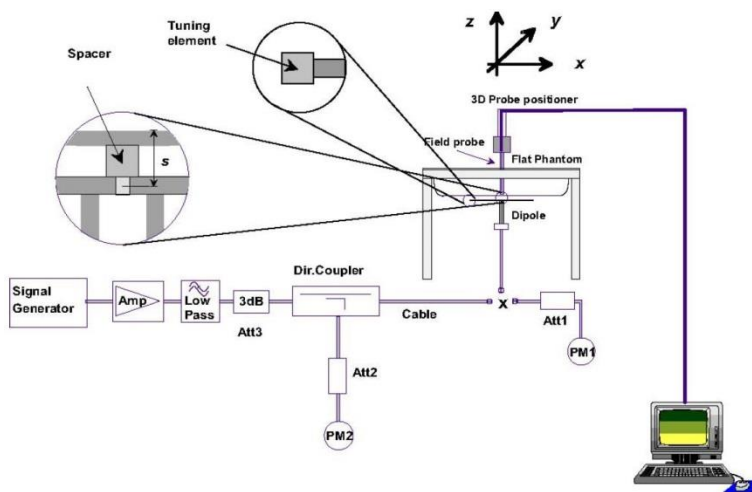 Tuning
element
Spacer
s
z
y
x
3D Probe positioner
Field probe
Flat Phantom
Dipole
Signal
Generator
Amp
Low
Pass
3dB
Att3
Dir.Coupler
Cable
x
Att1
PM1
Att2
PM2